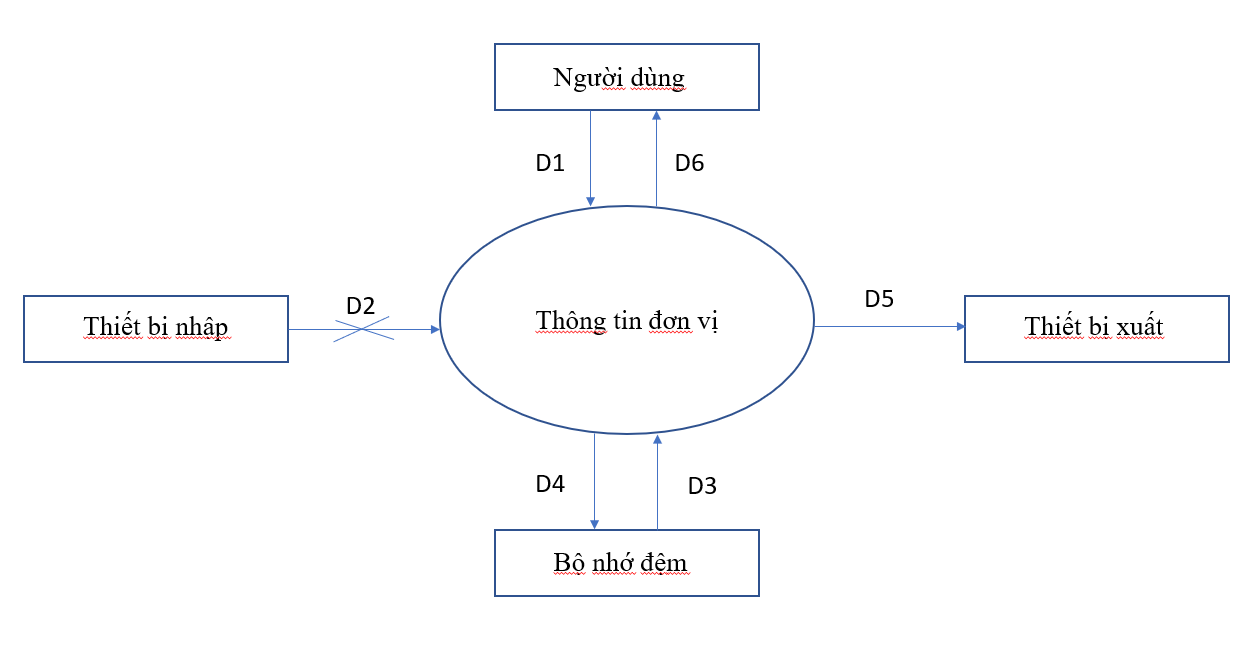 Người dùng
D1
D6
Thiết bị nhập
D2
Thông tin đơn vị
D5
Thiết bị xuất
D4
D3
Bộ nhớ đệm